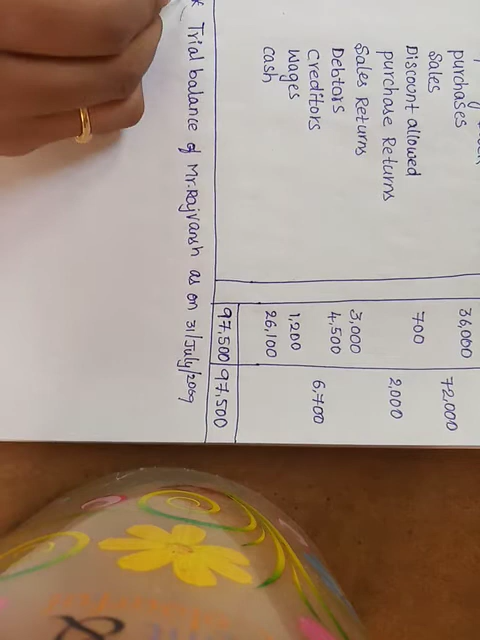 purchases 36,000
Sales 72,000
Discount allowed 700
purchase Returns 2,000
Sales Returns 3,000
Debtors 4,500
Creditors 6,700
Wages 1,200
cash 26,100
97,500 97,500
* Trial balance of Mr.Rajvansh as on 31/July/2069